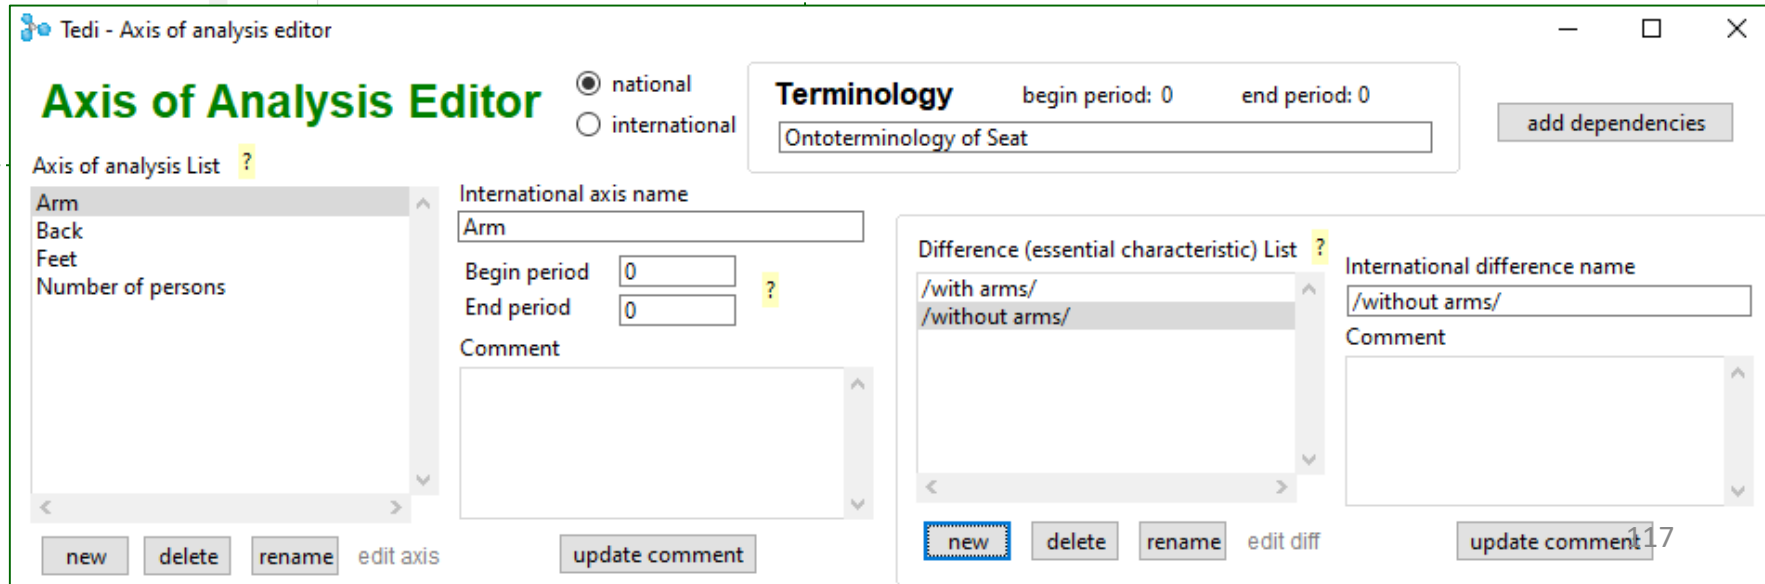 Tedi - Axis of analysis editor
Axis of Analysis Editor
national
international
Terminology
begin period: 0
end period: 0
Ontoterminology of Seat
add dependencies
Axis of analysis List ?
Arm
Back
Feet
Number of persons
new
delete
rename
edit axis
International axis name
Arm
Begin period 0
End period 0
?
Comment
update comment
Difference (essential characteristic) List ?
/with arms/
/without arms/
new
delete
rename
edit diff
International difference name
/without arms/
Comment
update comment
117